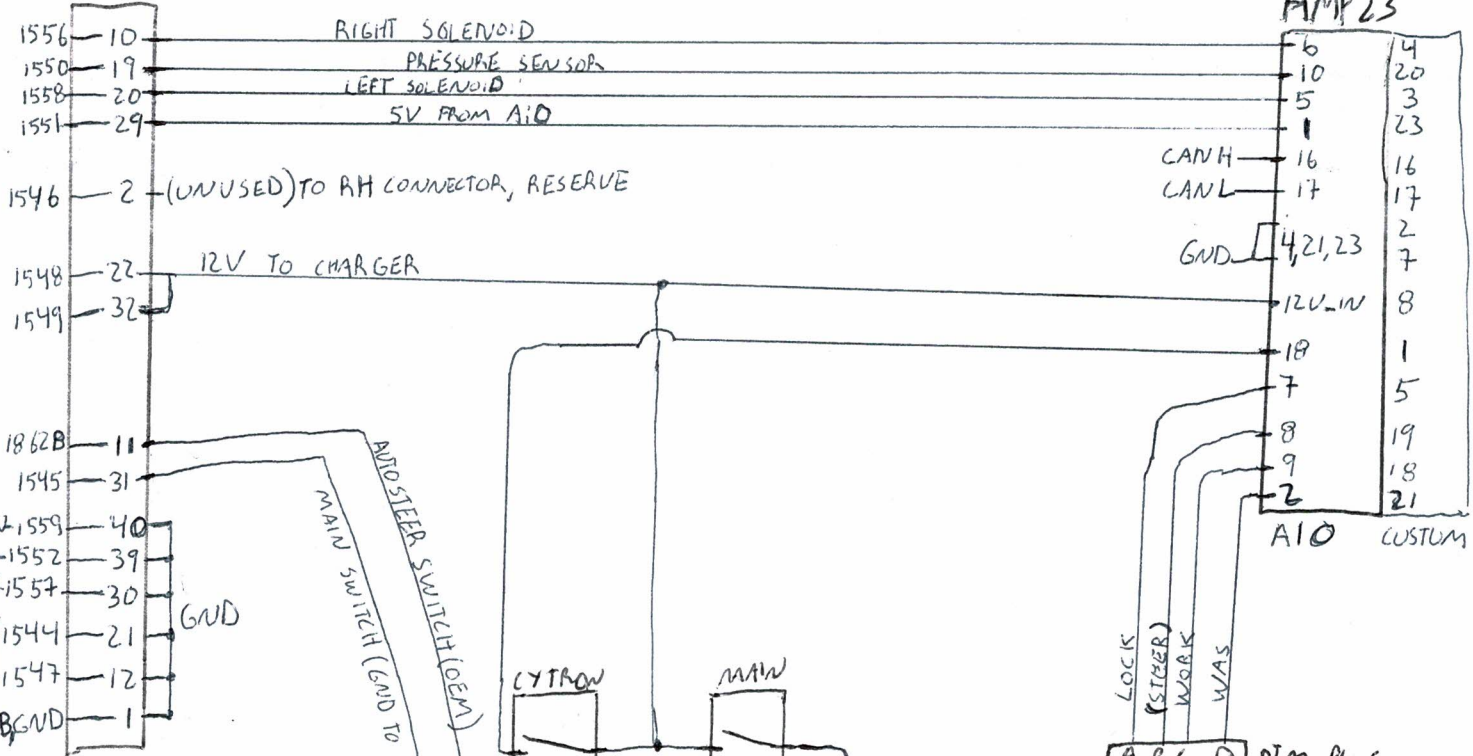 AMP23
1556 10 RIGHT SOLENOID 6 4
1550 19 PRESSURE SENSOR 10 20
1558 20 LEFT SOLENOID 5 3
1551 29 5V FROM AiO 1 23
CAN H 16 16
CAN L 17 17
1546 2 (UNUSED) TO RH CONNECTOR, RESERVE
GND 4,21,23 2
7
1548 22 12V TO CHARGER 12V_IN 8
1549 32
18 1
7 5
1862B 11 8 19
1545 31 9 18
2 21
1559 40 AIO CUSTOM
1552 39
1557 30
GND
1544 21
1547 12
GND 1
AUTOSTEER SWITCH (OEM)
MAIN SWITCH (GND TO
CYTRON MAIN
LOCK
(STEER)
WORK
WAS